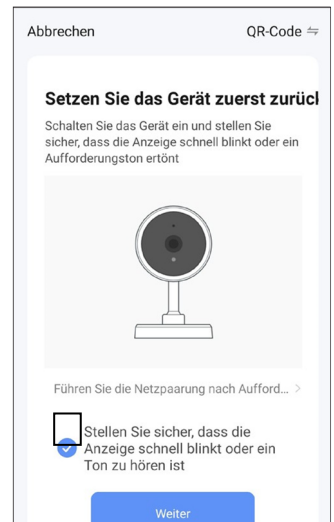 Abbrechen QR-Code
Setzen Sie das Gerät zuerst zurück
Schalten Sie das Gerät ein und stellen Sie
sicher, dass die Anzeige schnell blinkt oder ein
Aufforderungston ertönt
Führen Sie die Netzpaarung nach Aufford...
Stellen Sie sicher, dass die
Anzeige schnell blinkt oder ein
Ton zu hören ist
Weiter